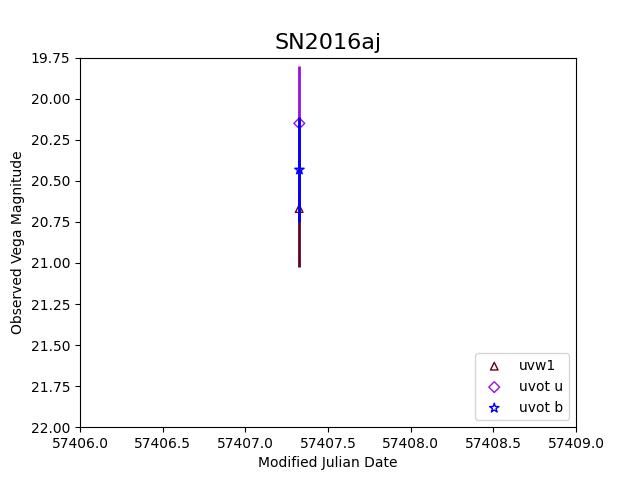 SN2016aj
19.75
20.00
20.25
20.50
20.75
21.00
21.25
21.50
21.75
22.00
Observed Vega Magnitude
uvw1
uvot u
uvot b
57406.0 57406.5 57407.0 57407.5 57408.0 57408.5 57409.0
Modified Julian Date